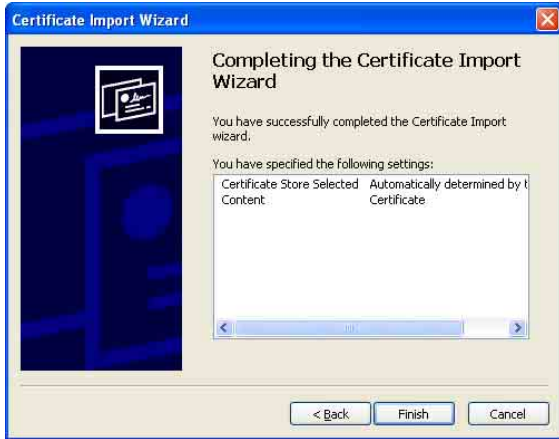 Certificate Import Wizard
Completing the Certificate Import
Wizard
You have successfully completed the Certificate Import
wizard.
You have specified the following settings:
Certificate Store Selected Automatically determined by t
Content Certificate
< Back Finish Cancel